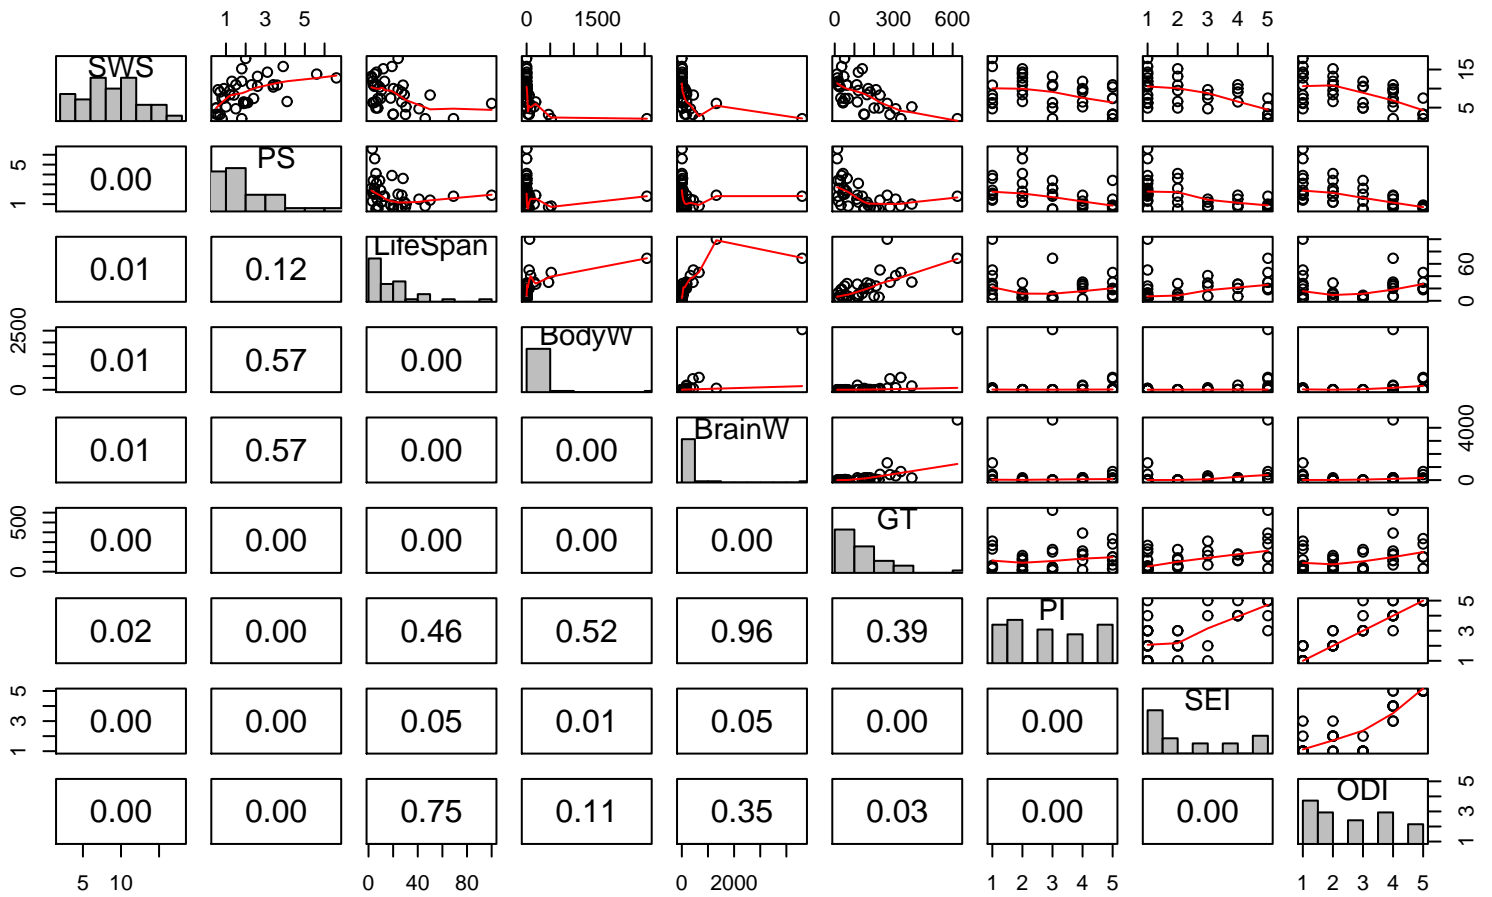 1 3 5 0 1500 0 300 600 1 2 3 4 5
SWS 5 15
1 5 0.00 PS
0.01 0.12 LifeSpan 0 60
0 2500 0.01 0.57 0.00 BodyW
0.01 0.57 0.00 0.00 BrainW 0 4000
0 500 0.00 0.00 0.00 0.00 0.00 GT
0.02 0.00 0.46 0.52 0.96 0.39 PI 1 3 5
1 3 5 0.00 0.00 0.05 0.01 0.05 0.00 0.00 SEI
0.00 0.00 0.75 0.11 0.35 0.03 0.00 0.00 ODI 1 3 5
5 10 0 40 80 0 2000 1 2 3 4 5 1 2 3 4 5